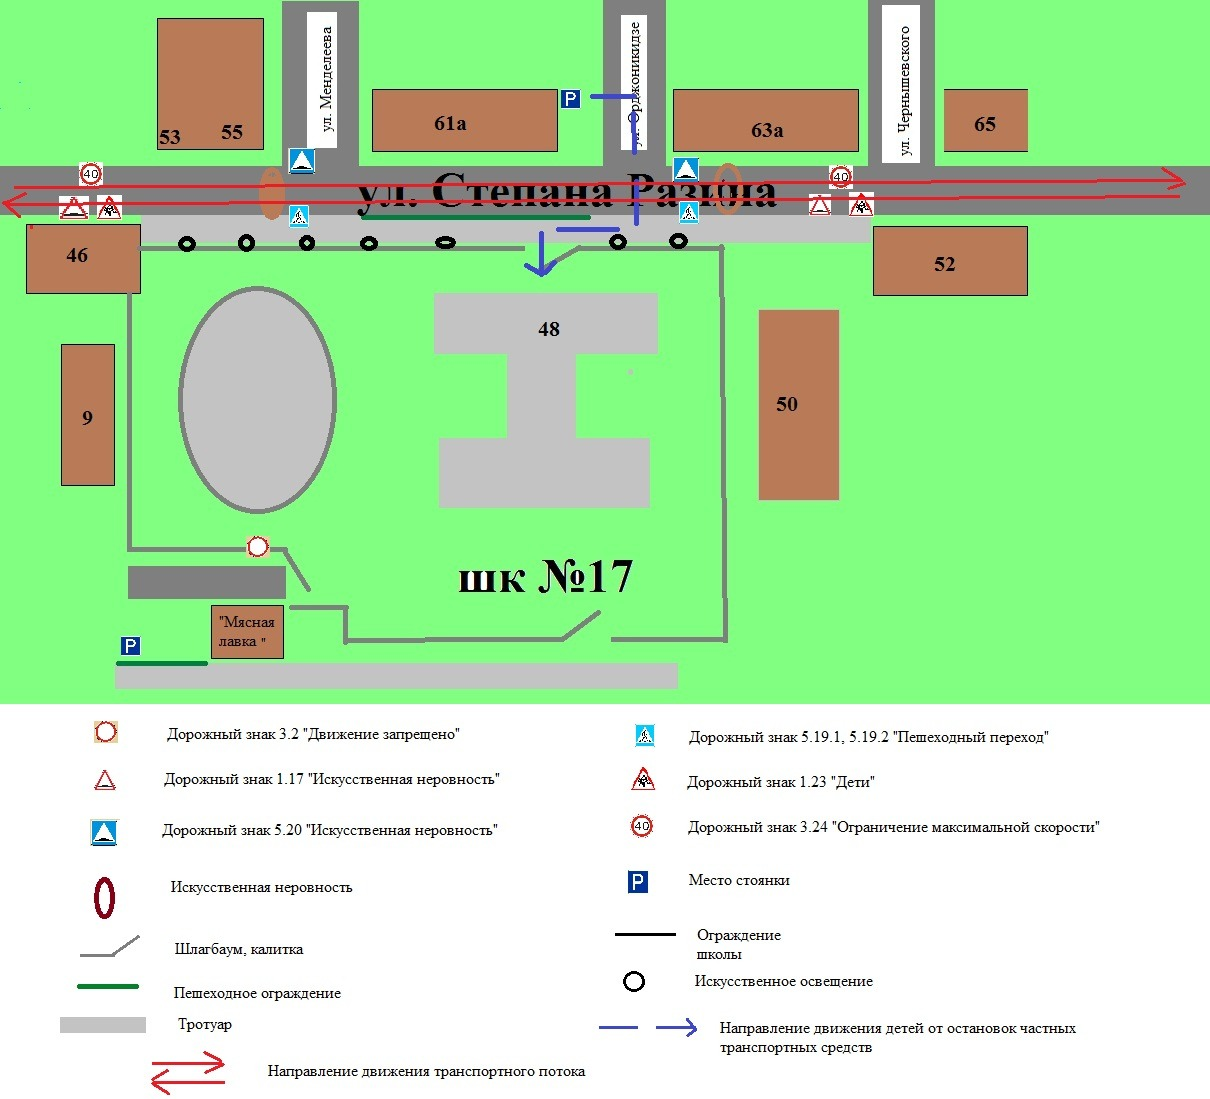 ул. Менделеева
ул. Орджоникидзе
ул. Чернышевского
53
55
61а
P
63а
65
40
40
ул. Степана Разина
46
52
48
9
50
шк №17
"Мясная
лавка "
P
Дорожный знак 3.2 "Движение запрещено"
Дорожный знак 5.19.1, 5.19.2 "Пешеходный переход"
Дорожный знак 1.17 "Искусственная неровность"
Дорожный знак 1.23 "Дети"
Дорожный знак 5.20 "Искусственная неровность"
40
Дорожный знак 3.24 "Ограничение максимальной скорости"
Искусственная неровность
P
Место стоянки
Шлагбаум, калитка
Ограждение
школы
Пешеходное ограждение
Искусственное освещение
Тротуар
Направление движения детей от остановок частных
транспортных средств
Направление движения транспортного потока